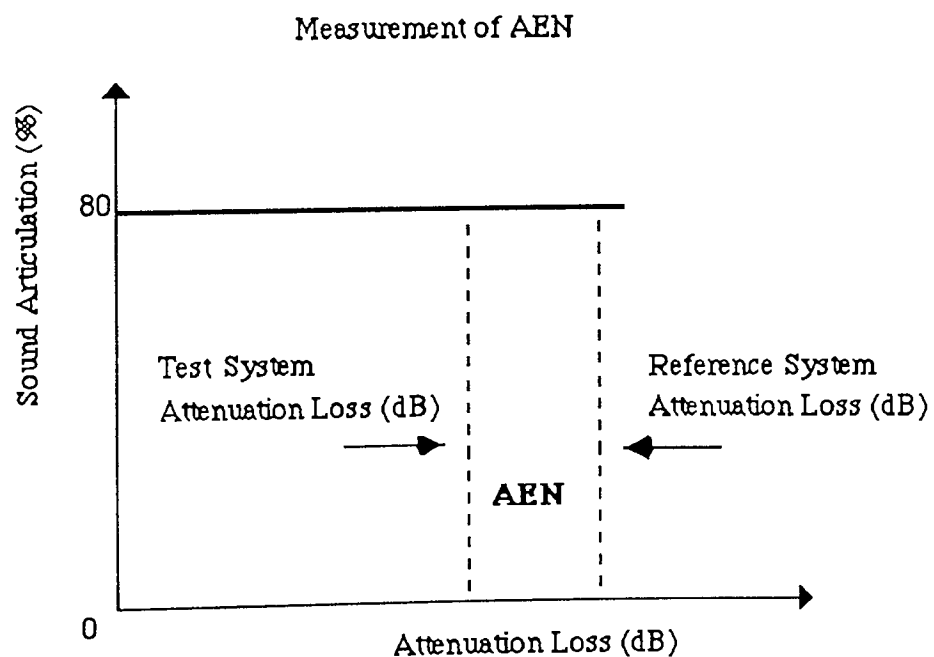 Measurement of AEN
Sound Articulation (%)
80
Test System
Attenuation Loss (dB)
Reference System
Attenuation Loss (dB)
AEN
0
Attenuation Loss (dB)